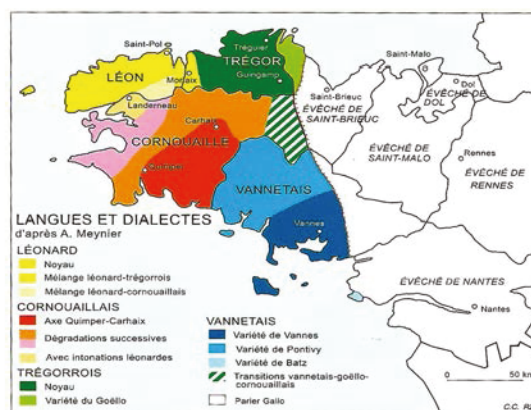 Saint-Pol
Tréguier
TRÉGOR
Guingamp
LÉON
Morlaix
Landerneau
Saint-Malo
Dol
ÉVÊCHÉ DE
DOL
Saint-Brieuc
ÉVÊCHÉ DE
SAINT-BRIEUC
CORNOUAILLE
Carhaix
ÉVÊCHÉ DE
SAINT-MALO
Rennes
ÉVÊCHÉ DE
RENNES
Quimper
VANNETAIS
Vannes
ÉVÊCHÉ DE NANTES
Nantes
LANGUES ET DIALECTES
d'après A. Meynier
LÉONARD
Noyau
Mélange léonard-trégorrois
Mélange léonard-cornouaillais
CORNOUAILLAIS
Axe Quimper-Carhaix
Dégradations successives
Avec intonations léonardes
TRÉGORROIS
Noyau
Variété du Goëllo
VANNETAIS
Variété de Vannes
Variété de Pontivy
Variété de Batz
Transitions vannetais-goëllo-
cornouaillais
Parler Gallo
0 50 km